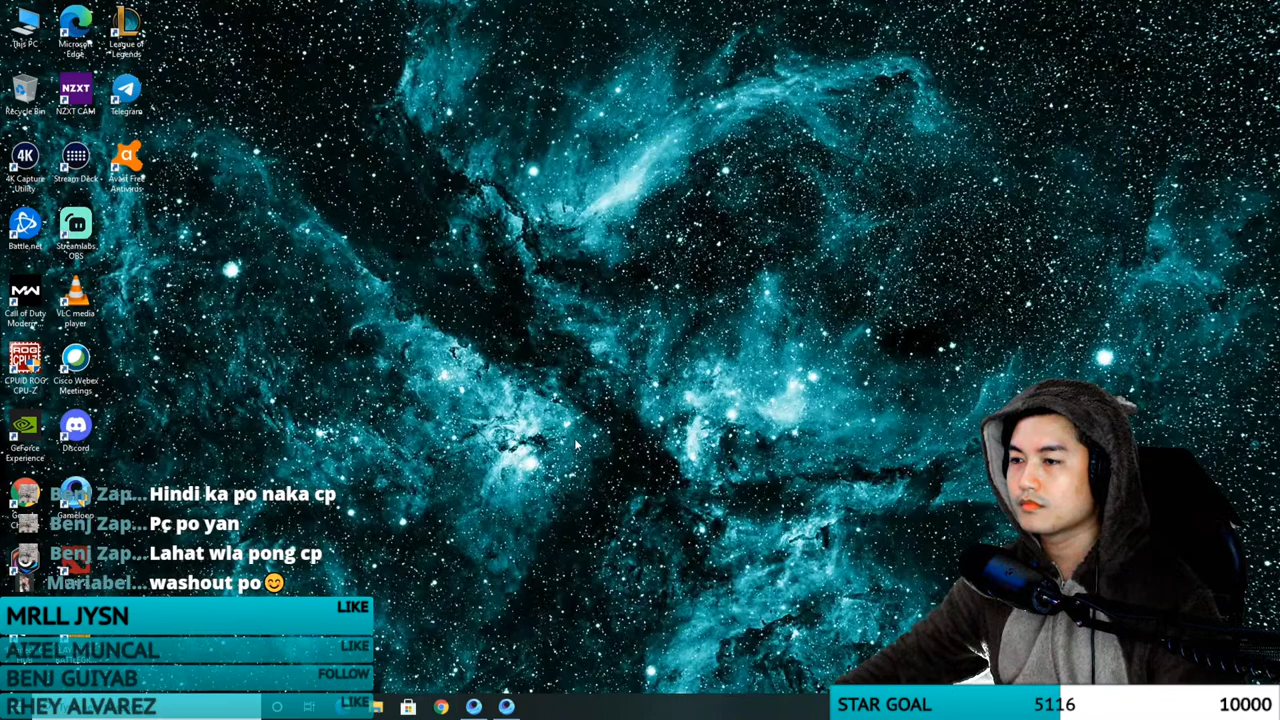 This PC
Microsoft Edge
League of Legends
Recycle Bin
NZXT
NZXT CAM
Telegram
4K
4K Capture Utility
Stream Deck
Avast Free Antivirus
Battle.net
Streamlabs OBS
MW
Call of Duty Modern...
VLC media player
ROG
CPUID ROG CPU-Z
Cisco Webex Meetings
GeForce Experience
Discord
Benj Zap... Hindi ka po naka cp
Benj Zap... Pc po yan
Benj Zap... Lahat wla pong cp
Mariabel... washout po😊
MRLL JYSN LIKE
AIZEL MUNCAL LIKE
BENJ GUIYAB FOLLOW
RHEY ALVAREZ LIKE
STAR GOAL 5116 10000